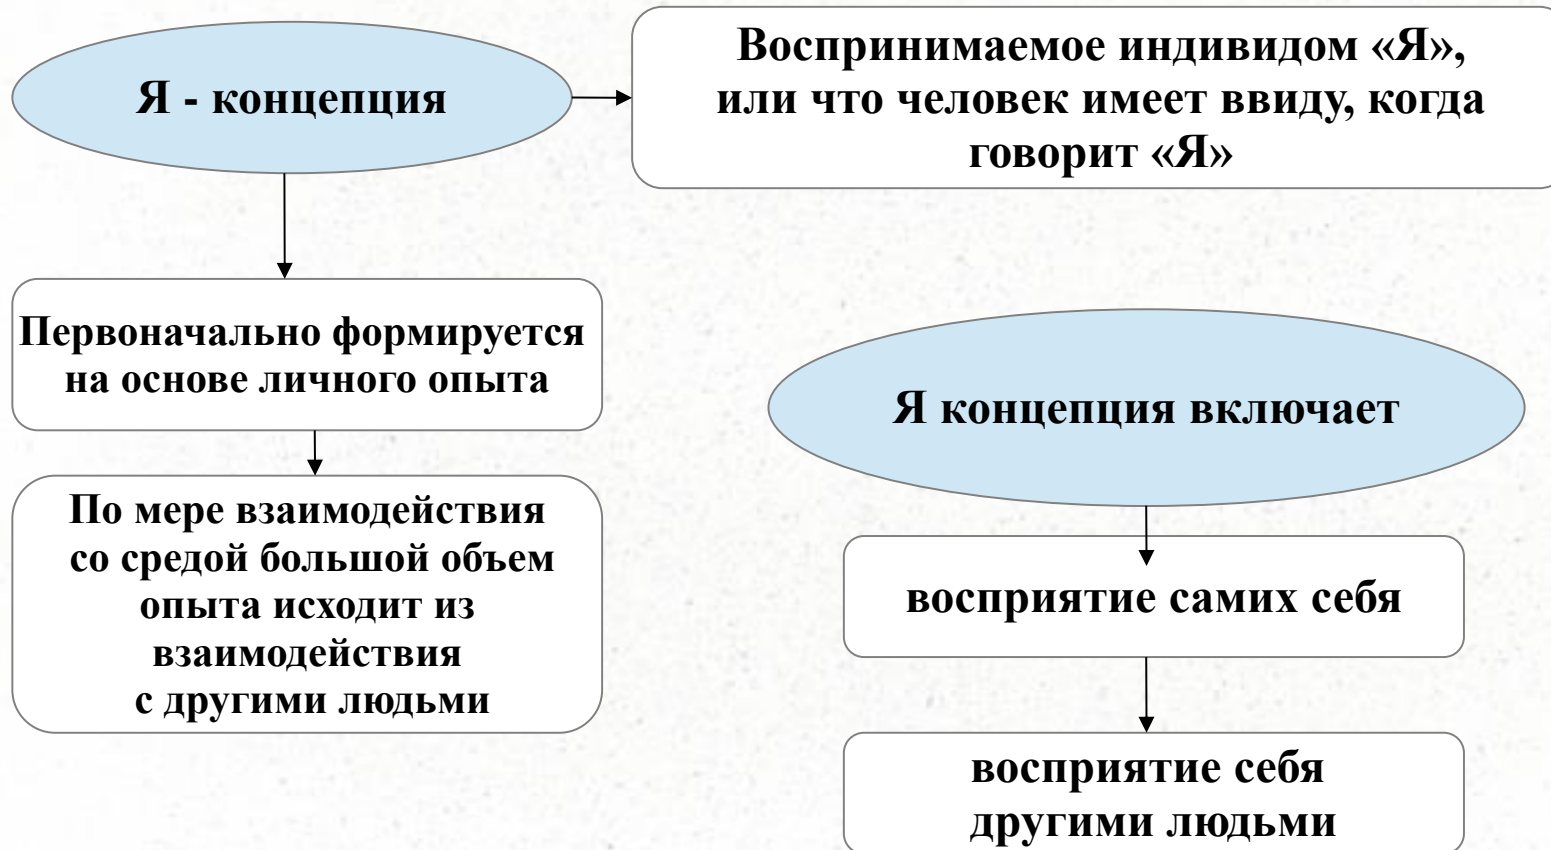 Я - концепция
Воспринимаемое индивидом «Я»,
или что человек имеет ввиду, когда
говорит «Я»
Первоначально формируется
на основе личного опыта
По мере взаимодействия
со средой большой объем
опыта исходит из
взаимодействия
с другими людьми
Я концепция включает
восприятие самих себя
восприятие себя
другими людьми